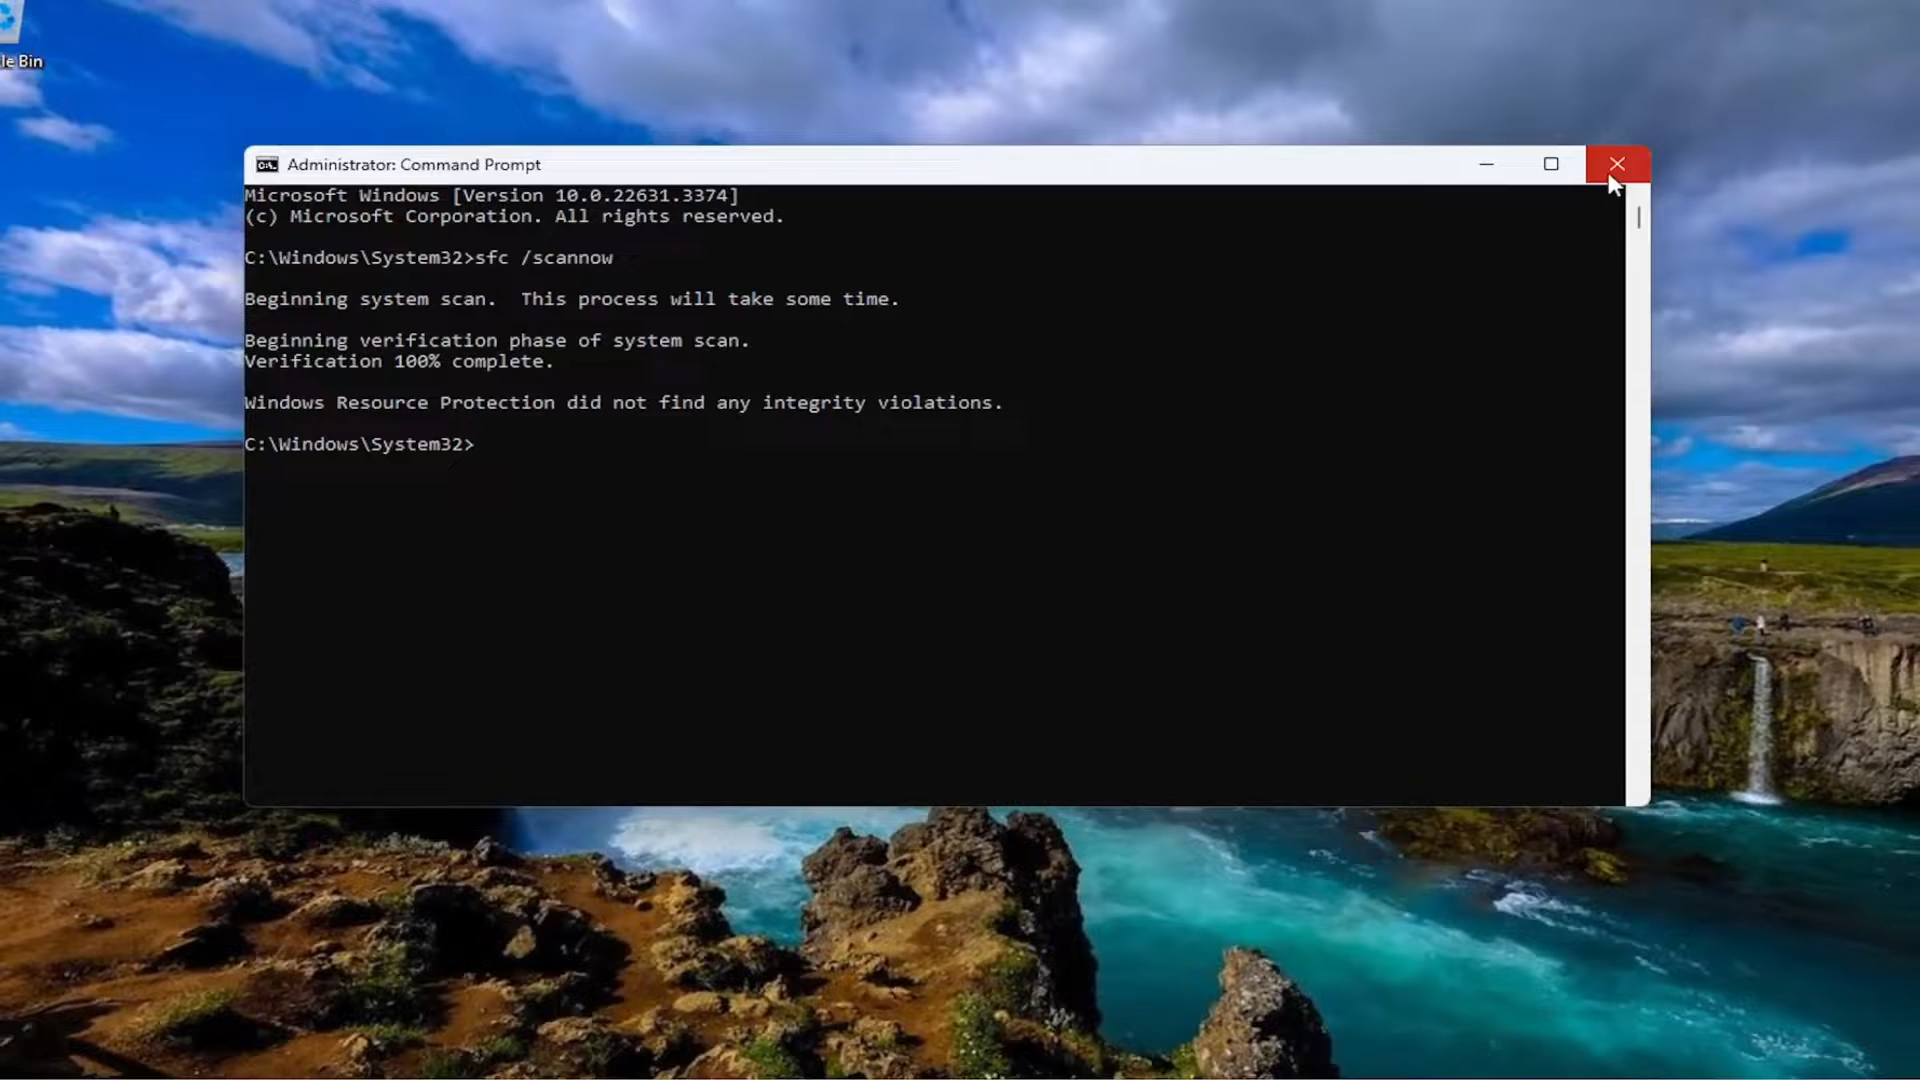 le Bin
Administrator: Command Prompt
Microsoft Windows [Version 10.0.22631.3374]
(c) Microsoft Corporation. All rights reserved.
C:\Windows\System32>sfc /scannow
Beginning system scan.  This process will take some time.
Beginning verification phase of system scan.
Verification 100% complete.
Windows Resource Protection did not find any integrity violations.
C:\Windows\System32>